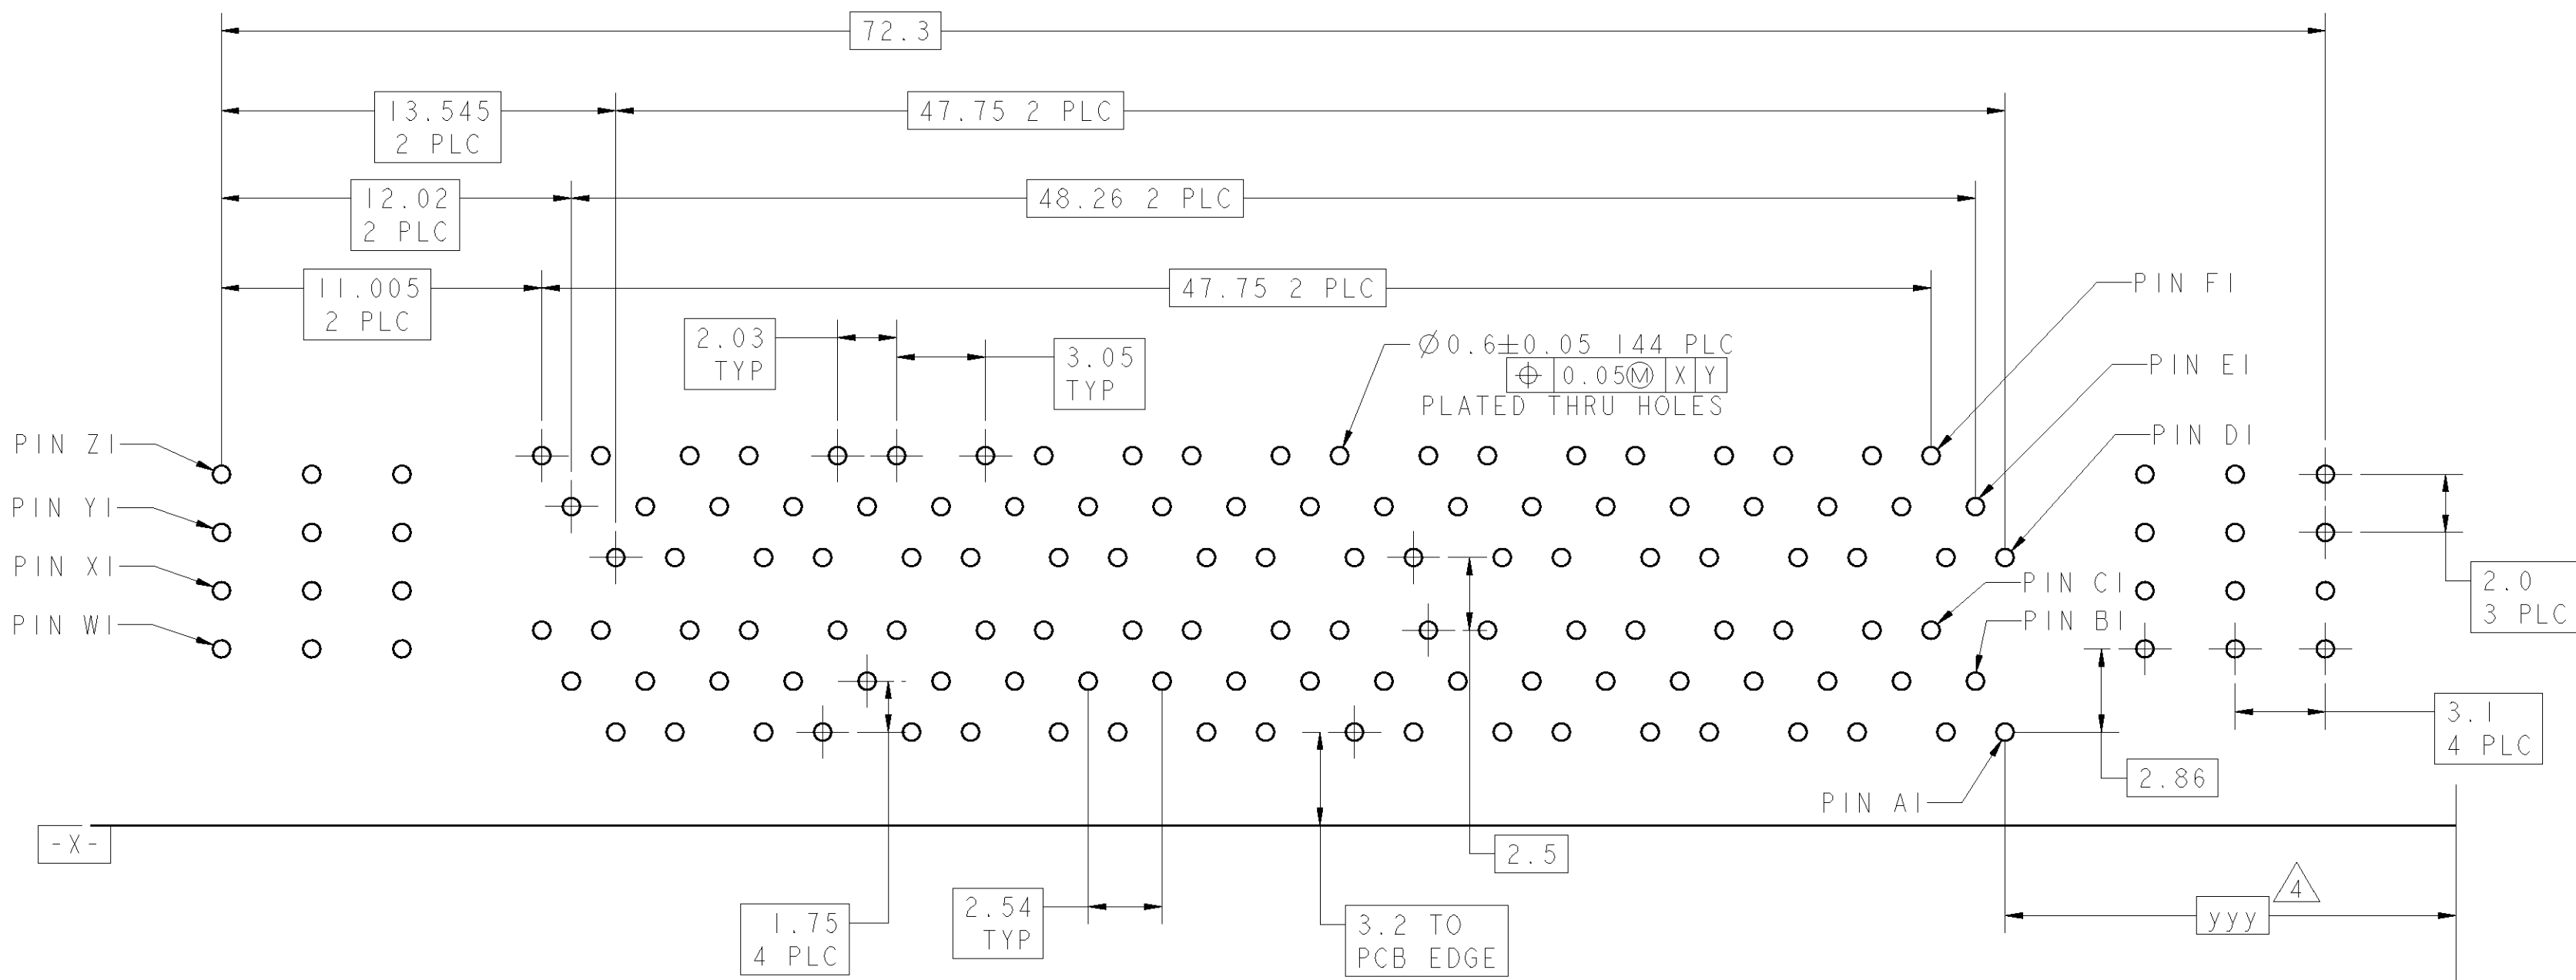 72.3
13.545
2 PLC
47.75 2 PLC
12.02
2 PLC
48.26 2 PLC
11.005
2 PLC
47.75 2 PLC
PIN F1
2.03
TYP
3.05
TYP
Ø0.6±0.05 144 PLC
⌖ 0.05Ⓜ X Y
PLATED THRU HOLES
PIN E1
PIN Z1
PIN D1
PIN Y1
PIN X1
PIN C1
2.0
3 PLC
PIN W1
PIN B1
3.1
4 PLC
2.86
PIN A1
-X-
2.5
1.75
4 PLC
2.54
TYP
3.2 TO
PCB EDGE
yyy
4